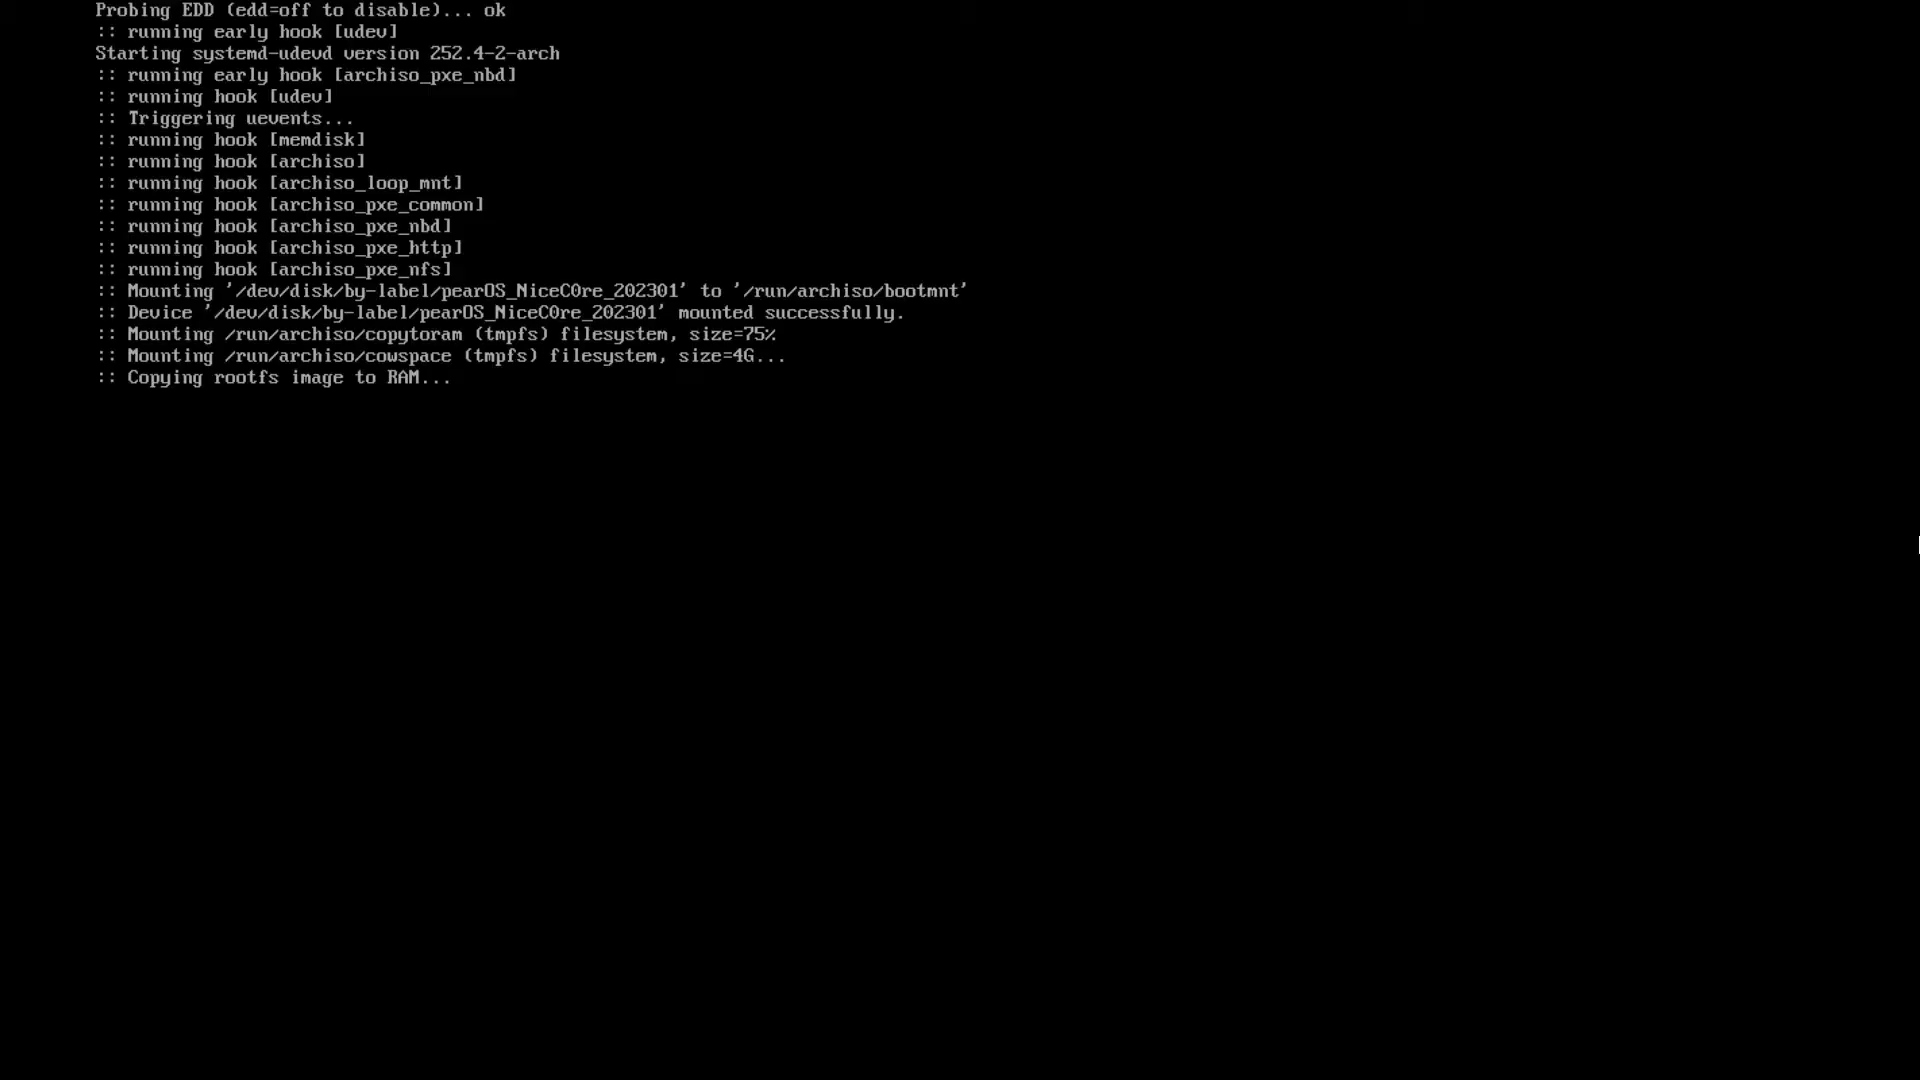 Probing EDD (edd=off to disable)... ok
:: running early hook [udev]
Starting systemd-udevd version 252.4-2-arch
:: running early hook [archiso_pxe_nbd]
:: running hook [udev]
:: Triggering uevents...
:: running hook [memdisk]
:: running hook [archiso]
:: running hook [archiso_loop_mnt]
:: running hook [archiso_pxe_common]
:: running hook [archiso_pxe_nbd]
:: running hook [archiso_pxe_http]
:: running hook [archiso_pxe_nfs]
:: Mounting '/dev/disk/by-label/pearOS_NiceC0re_202301' to '/run/archiso/bootmnt'
:: Device '/dev/disk/by-label/pearOS_NiceC0re_202301' mounted successfully.
:: Mounting /run/archiso/copytoram (tmpfs) filesystem, size=75%
:: Mounting /run/archiso/cowspace (tmpfs) filesystem, size=4G...
:: Copying rootfs image to RAM...